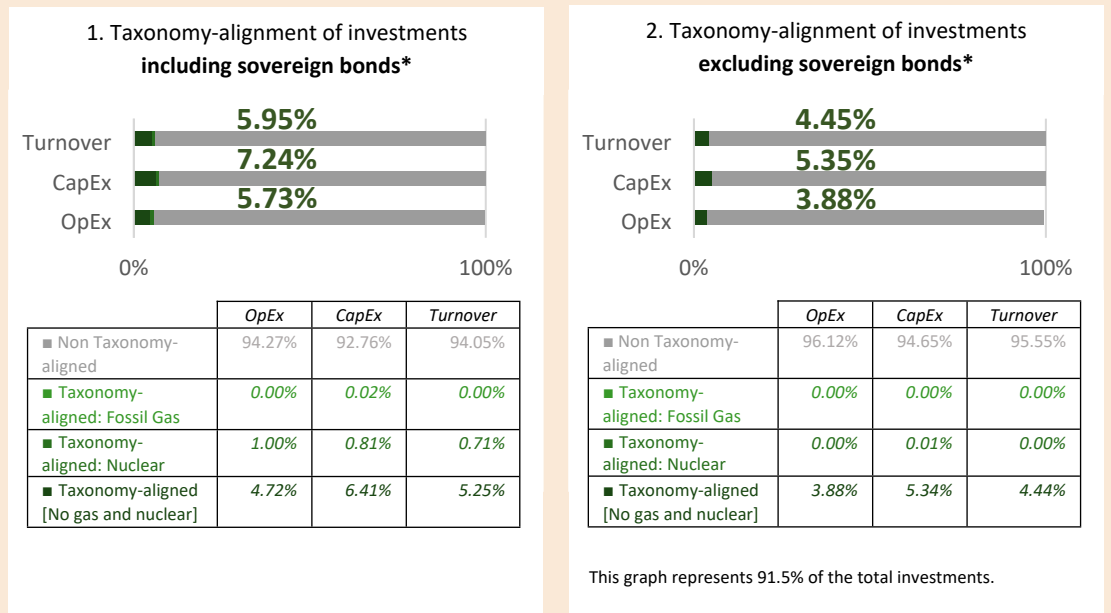 1. Taxonomy-alignment of investments
including sovereign bonds*
5.95%
Turnover
7.24%
CapEx
5.73%
OpEx
0% 100%
OpEx CapEx Turnover
■ Non Taxonomy-
aligned 94.27% 92.76% 94.05%
■ Taxonomy-
aligned: Fossil Gas 0.00% 0.02% 0.00%
■ Taxonomy-
aligned: Nuclear 1.00% 0.81% 0.71%
■ Taxonomy-aligned
[No gas and nuclear] 4.72% 6.41% 5.25%
2. Taxonomy-alignment of investments
excluding sovereign bonds*
4.45%
Turnover
5.35%
CapEx
3.88%
OpEx
0% 100%
OpEx CapEx Turnover
■ Non Taxonomy-
aligned 96.12% 94.65% 95.55%
■ Taxonomy-
aligned: Fossil Gas 0.00% 0.00% 0.00%
■ Taxonomy-
aligned: Nuclear 0.00% 0.01% 0.00%
■ Taxonomy-aligned
[No gas and nuclear] 3.88% 5.34% 4.44%
This graph represents 91.5% of the total investments.